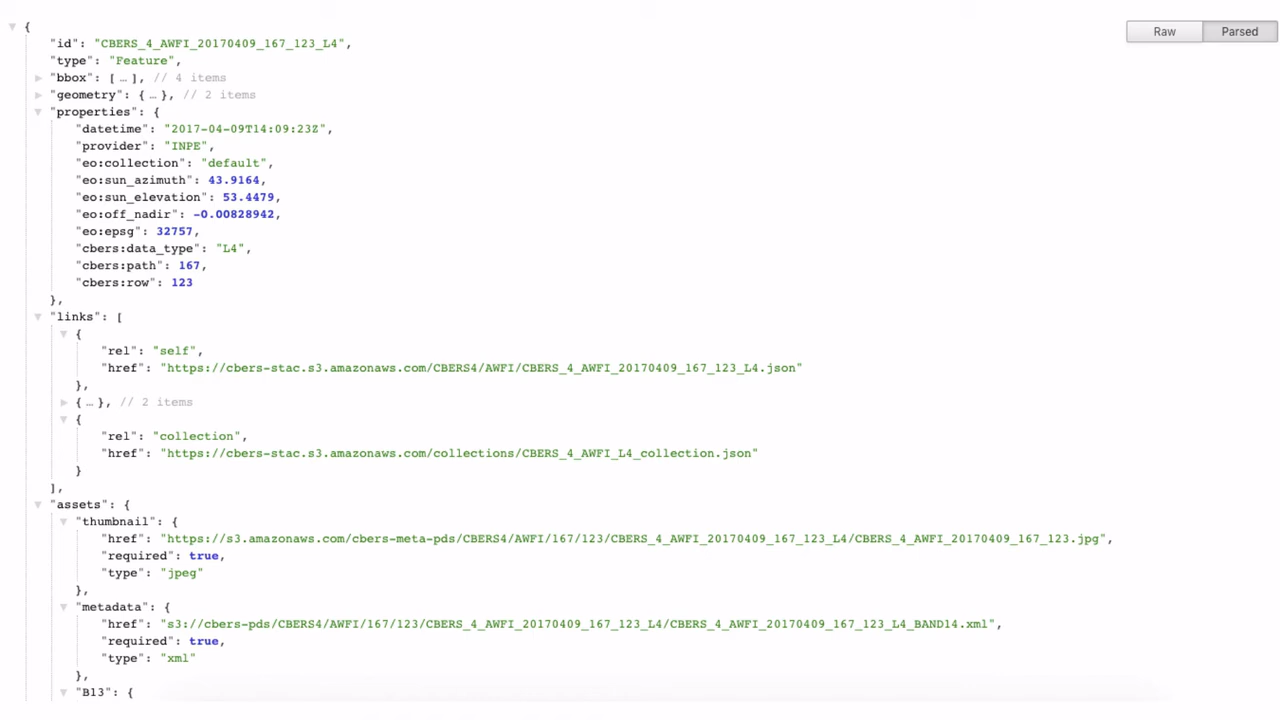 {
"id": "CBERS_4_AWFI_20170409_167_123_L4",
"type": "Feature",
"bbox": [ … ], // 4 items
"geometry": { … }, // 2 items
"properties": {
"datetime": "2017-04-09T14:09:23Z",
"provider": "INPE",
"eo:collection": "default",
"eo:sun_azimuth": 43.9164,
"eo:sun_elevation": 53.4479,
"eo:off_nadir": -0.00828942,
"eo:epsg": 32757,
"cbers:data_type": "L4",
"cbers:path": 167,
"cbers:row": 123
},
"links": [
{
"rel": "self",
"href": "https://cbers-stac.s3.amazonaws.com/CBERS4/AWFI/CBERS_4_AWFI_20170409_167_123_L4.json"
},
{ … }, // 2 items
{
"rel": "collection",
"href": "https://cbers-stac.s3.amazonaws.com/collections/CBERS_4_AWFI_L4_collection.json"
}
],
"assets": {
"thumbnail": {
"href": "https://s3.amazonaws.com/cbers-meta-pds/CBERS4/AWFI/167/123/CBERS_4_AWFI_20170409_167_123_L4/CBERS_4_AWFI_20170409_167_123.jpg",
"required": true,
"type": "jpeg"
},
"metadata": {
"href": "s3://cbers-pds/CBERS4/AWFI/167/123/CBERS_4_AWFI_20170409_167_123_L4/CBERS_4_AWFI_20170409_167_123_L4_BAND14.xml",
"required": true,
"type": "xml"
},
"B13": {
Raw
Parsed